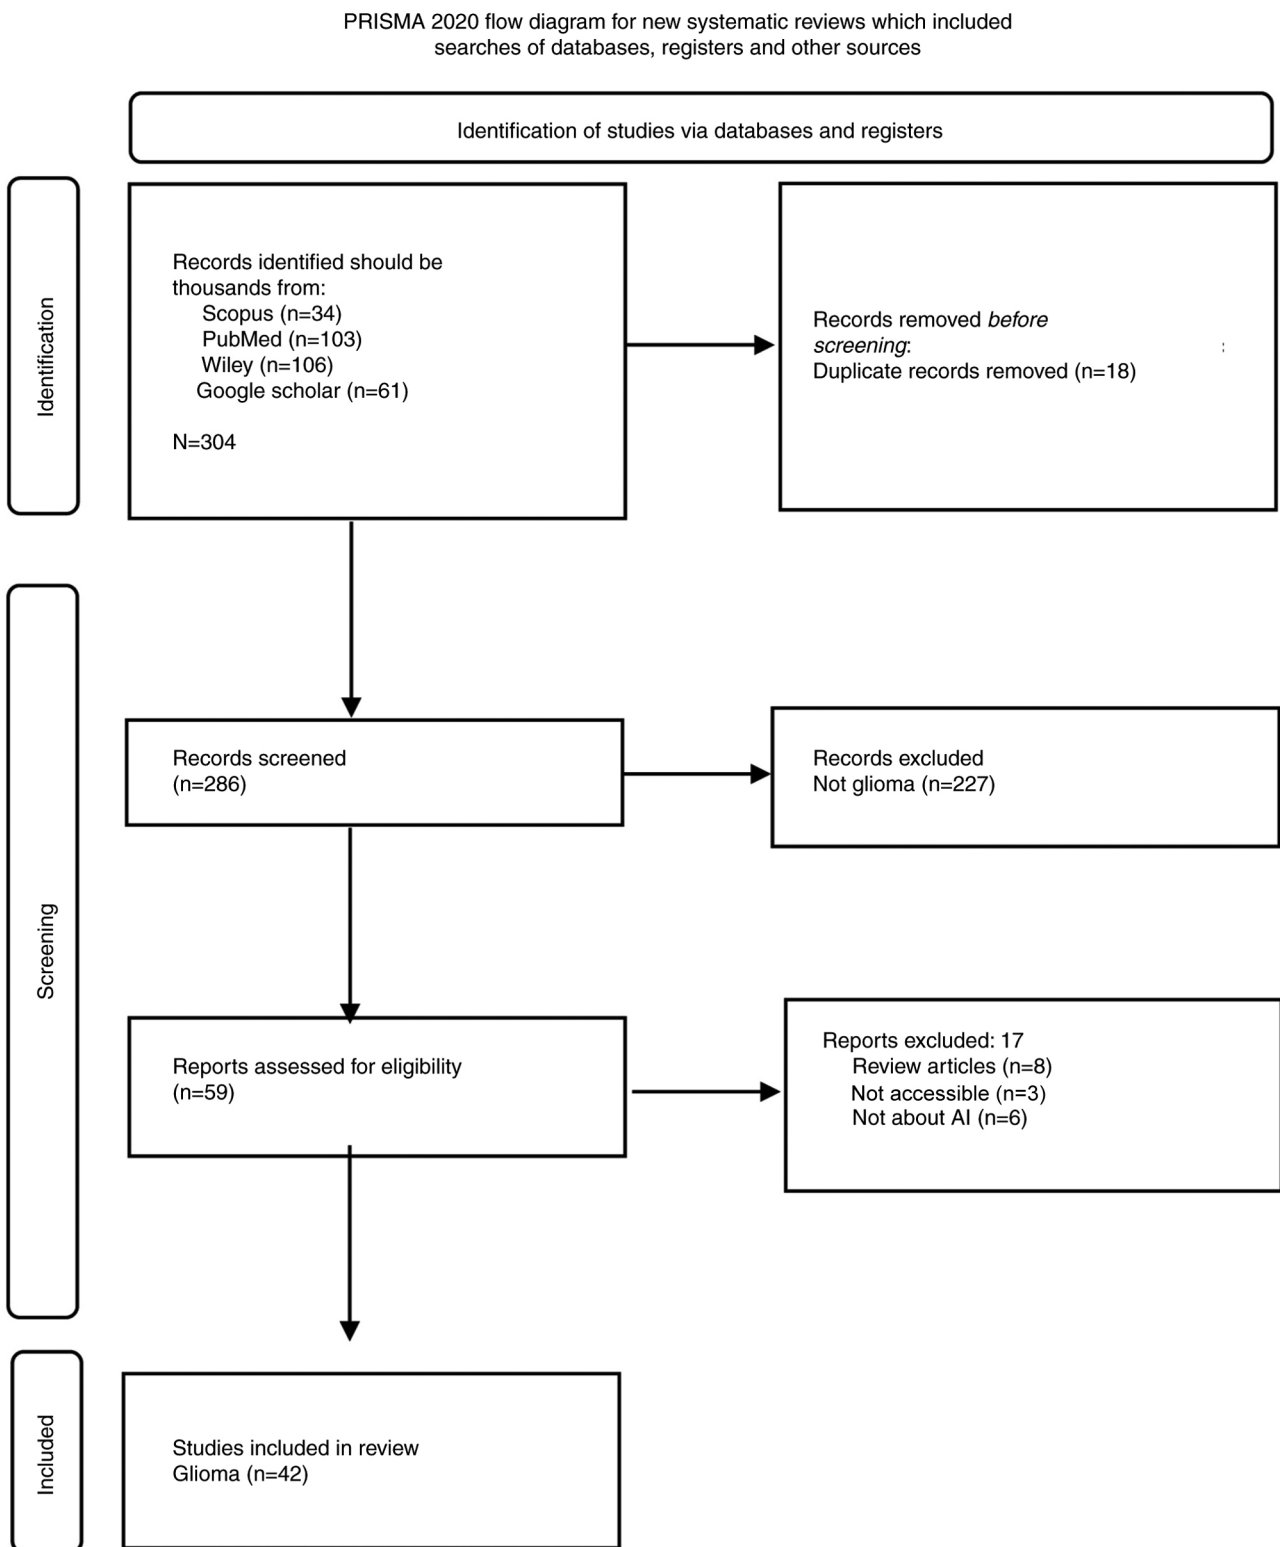 PRISMA 2020 flow diagram for new systematic reviews which included
searches of databases, registers and other sources
Identification of studies via databases and registers
Identification
Records identified should be
thousands from:
Scopus (n=34)
PubMed (n=103)
Wiley (n=106)
Google scholar (n=61)
N=304
Records removed before
screening:
Duplicate records removed (n=18)
:
Screening
Records screened
(n=286)
Records excluded
Not glioma (n=227)
Reports assessed for eligibility
(n=59)
Reports excluded: 17
Review articles (n=8)
Not accessible (n=3)
Not about AI (n=6)
Included
Studies included in review
Glioma (n=42)